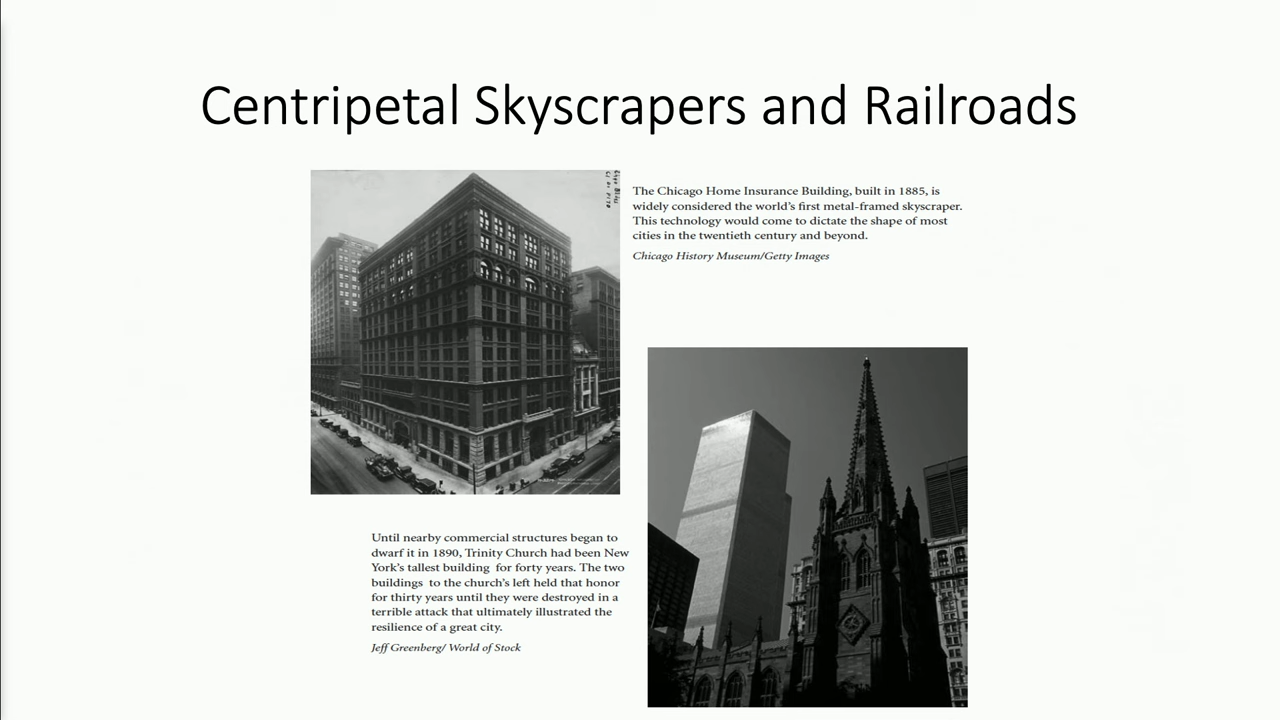 Centripetal Skyscrapers and Railroads
The Chicago Home Insurance Building, built in 1885, is
widely considered the world's first metal-framed skyscraper.
This technology would come to dictate the shape of most
cities in the twentieth century and beyond.
Chicago History Museum/Getty Images
Until nearby commercial structures began to
dwarf it in 1890, Trinity Church had been New
York's tallest building for forty years. The two
buildings to the church's left held that honor
for thirty years until they were destroyed in a
terrible attack that ultimately illustrated the
resilience of a great city.
Jeff Greenberg/ World of Stock